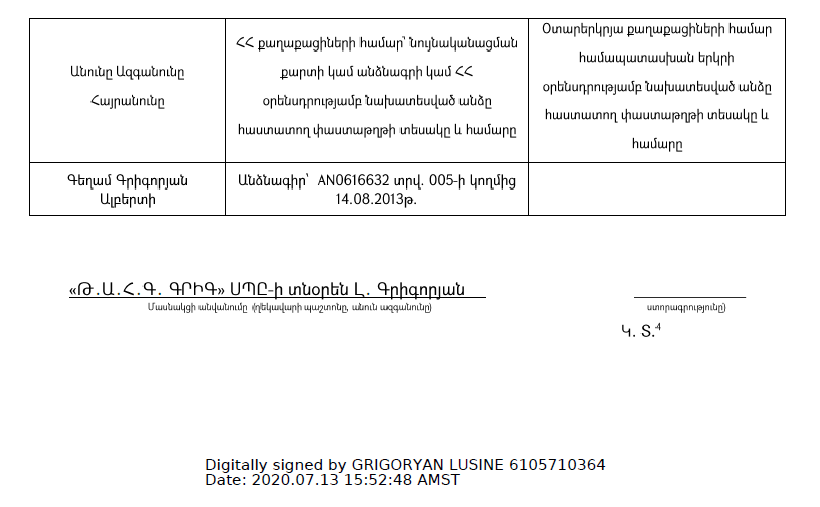 Անունը Ազգանունը
Հայրանունը
ՀՀ քաղաքացիների համար՝ նույնականացման
քարտի կամ անձնագրի կամ ՀՀ
օրենսդրությամբ նախատեսված անձը
հաստատող փաստաթղթի տեսակը և համարը
Օտարերկրյա քաղաքացիների համար
համապատասխան երկրի
օրենսդրությամբ նախատեսված անձը
հաստատող փաստաթղթի տեսակը և
համարը
Գեղամ Գրիգորյան
Ալբերտի
Անձնագիր՝ AN0616632 տրվ. 005-ի կողմից
14.08.2013թ.
«Թ.Ա.Հ.Գ. ԳՐԻԳ» ՍՊԸ-ի տնօրեն Լ. Գրիգորյան
Մասնակցի անվանումը (ղեկավարի պաշտոնը, անուն ազգանունը)
ստորագրությունը)
Կ. Տ.4
Digitally signed by GRIGORYAN LUSINE 6105710364
Date: 2020.07.13 15:52:48 AMST